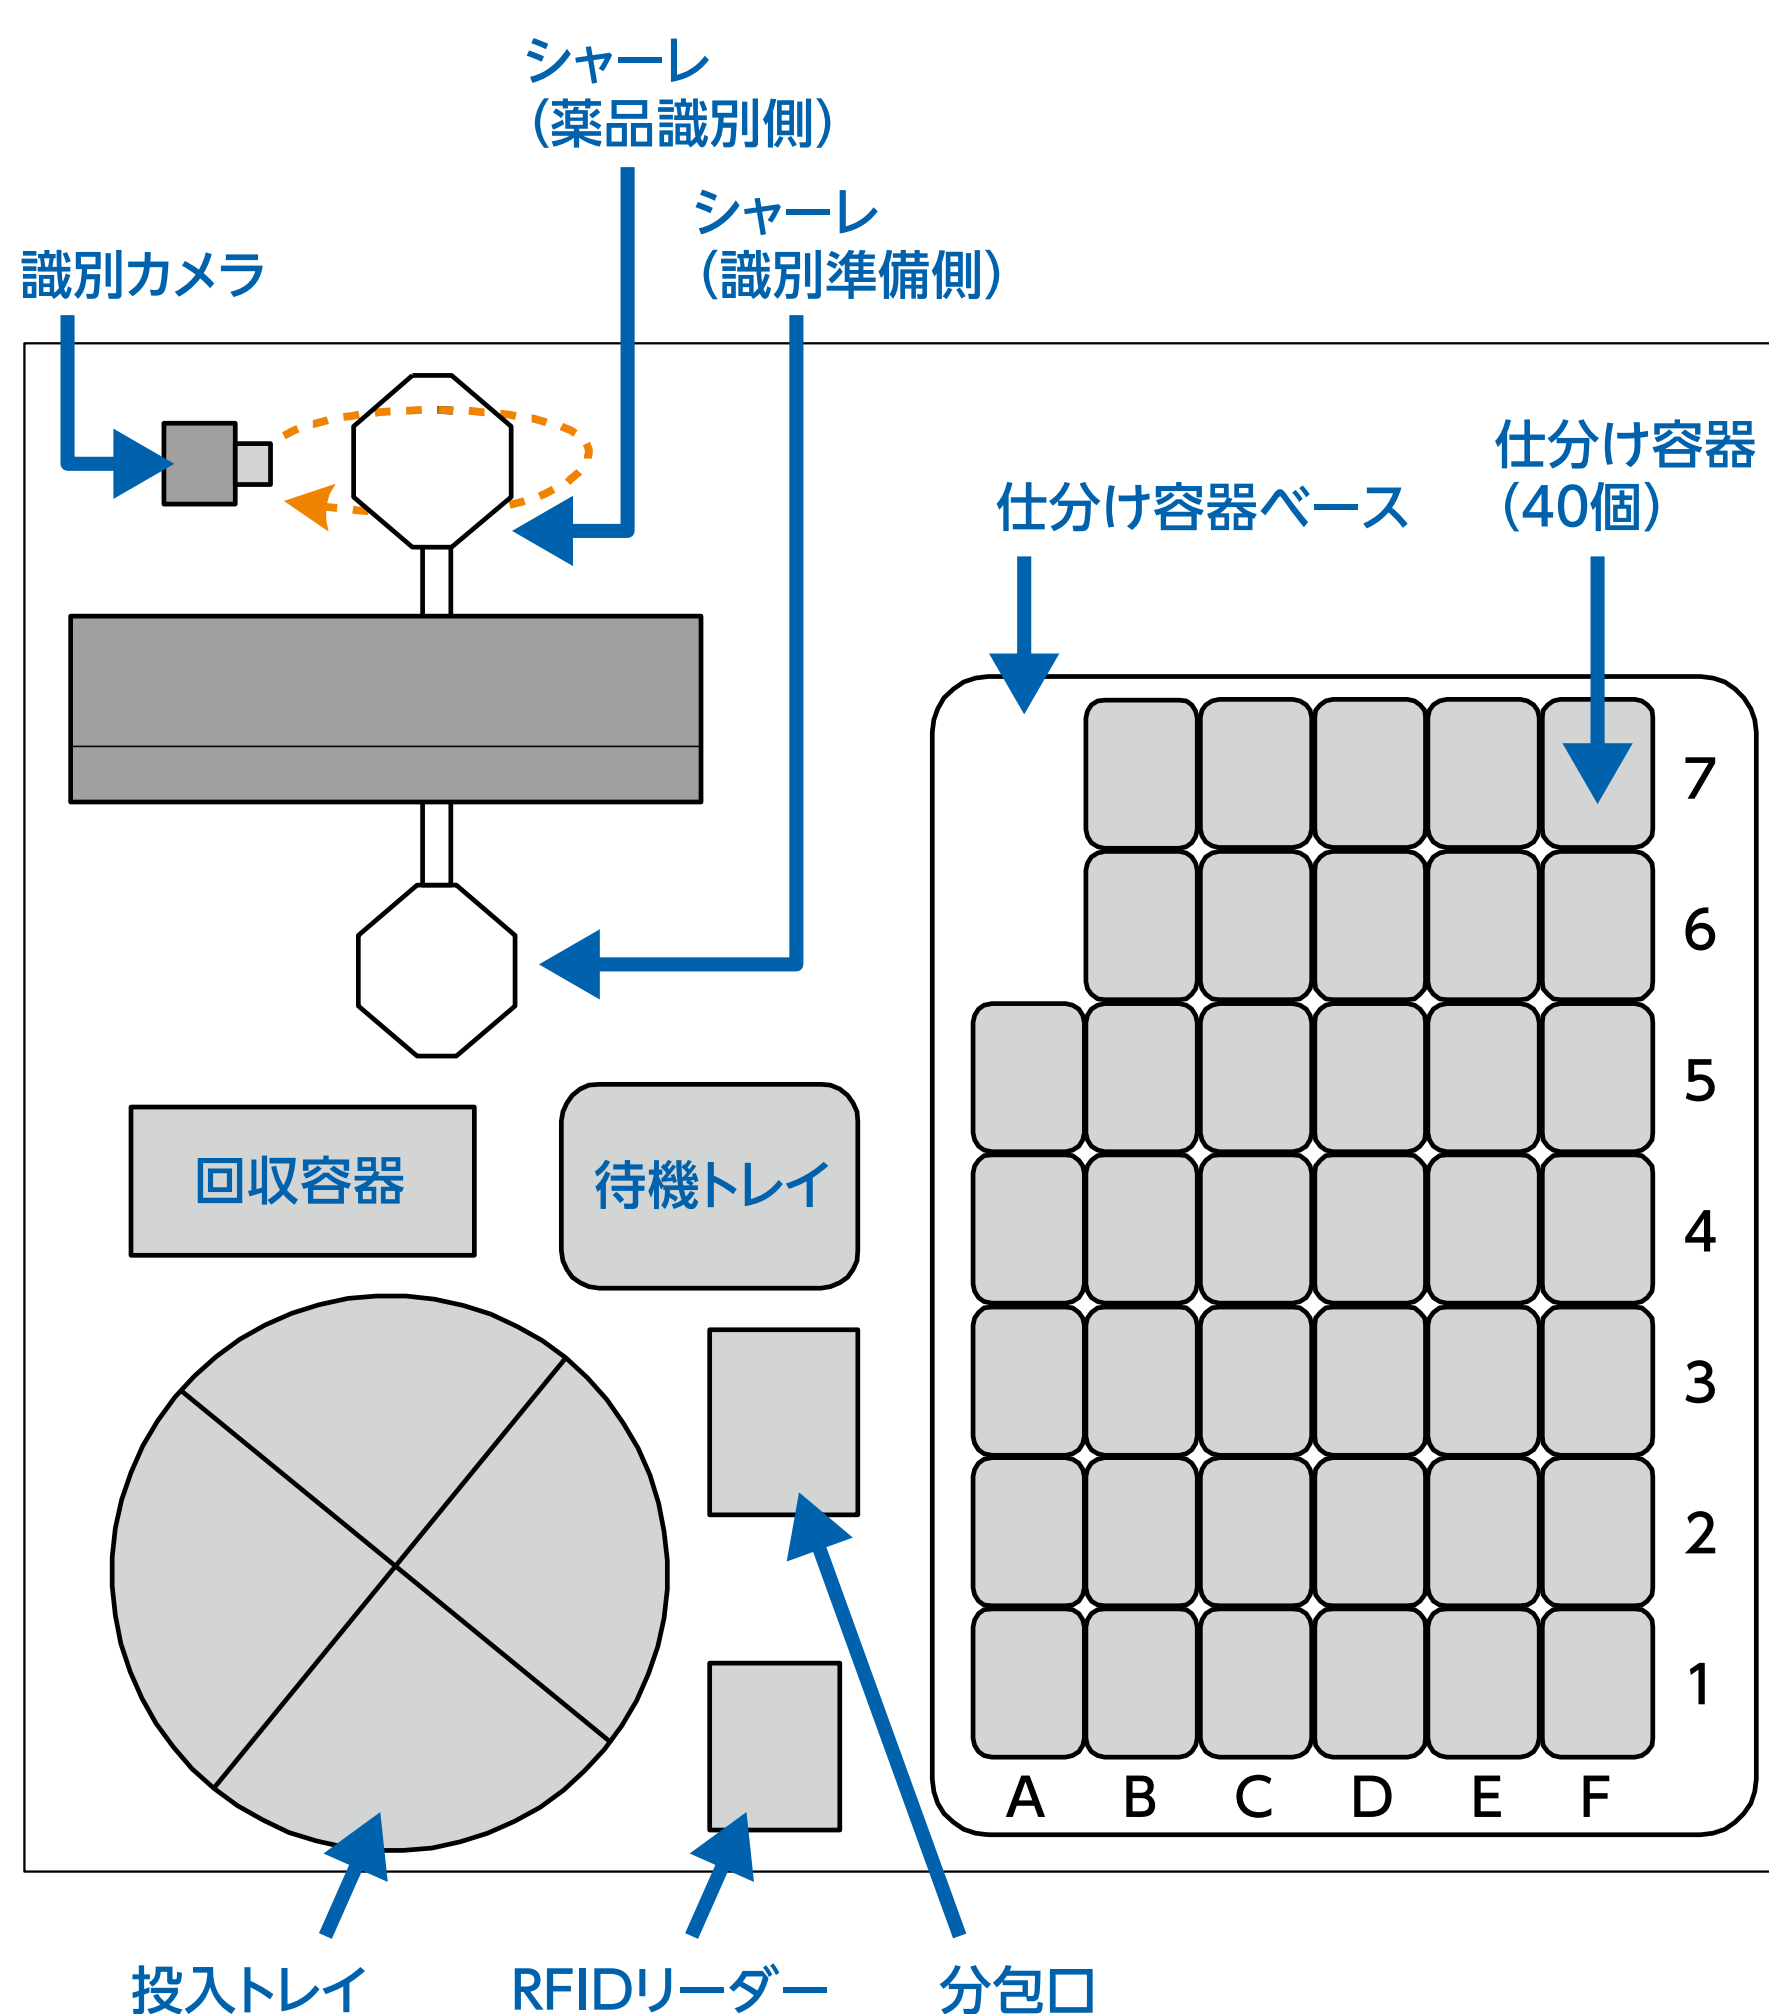 シャーレ
（薬品識別側）
シャーレ
（識別準備側）
識別カメラ
仕分け容器
（40個）
仕分け容器ベース
7
6
5
回収容器
待機トレイ
4
3
2
1
A B C D E F
投入トレイ
RFIDリーダー
分包口